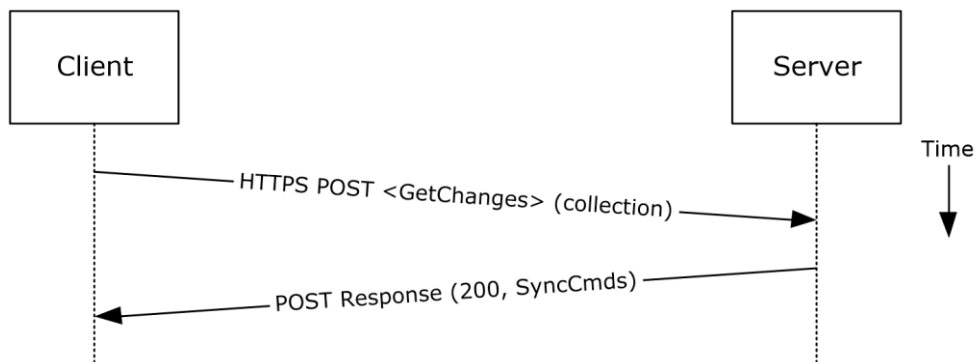 Client
Server
Time
HTTPS POST <GetChanges> (collection)
POST Response (200, SyncCmds)